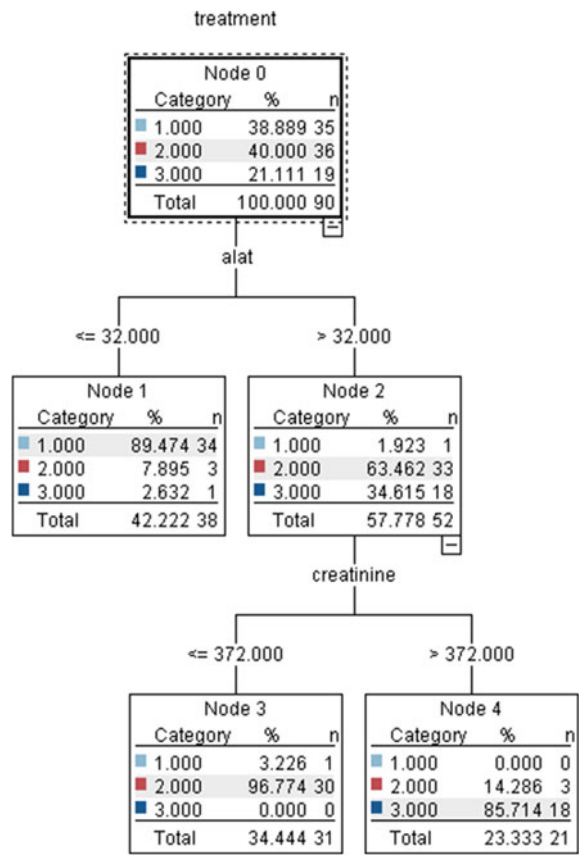 treatment
Node 0
Category % n
1.000 38.889 35
2.000 40.000 36
3.000 21.111 19
Total 100.000 90
alat
<= 32.000
> 32.000
Node 1
Category % n
1.000 89.474 34
2.000 7.895 3
3.000 2.632 1
Total 42.222 38
Node 2
Category % n
1.000 1.923 1
2.000 63.462 33
3.000 34.615 18
Total 57.778 52
creatinine
<= 372.000
> 372.000
Node 3
Category % n
1.000 3.226 1
2.000 96.774 30
3.000 0.000 0
Total 34.444 31
Node 4
Category % n
1.000 0.000 0
2.000 14.286 3
3.000 85.714 18
Total 23.333 21